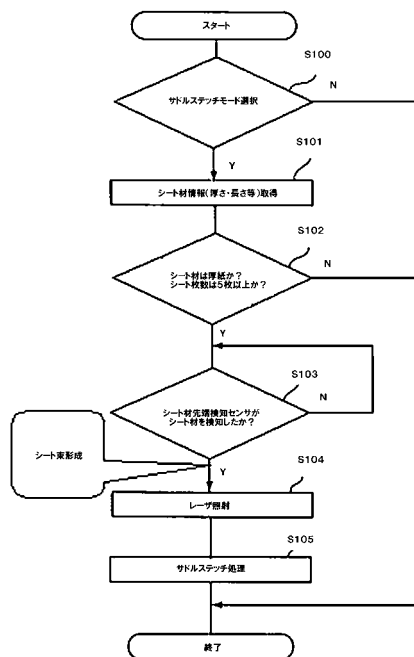 スタート
S100
サドルステッチモード選択
N
Y
S101
シート材情報(厚さ・長さ等)取得
S102
シート材は厚紙か?
シート枚数は5枚以上か?
N
Y
S103
シート材先端検知センサが
シート材を検知したか?
N
シート束形成
Y
S104
レーザ照射
S105
サドルステッチ処理
終了